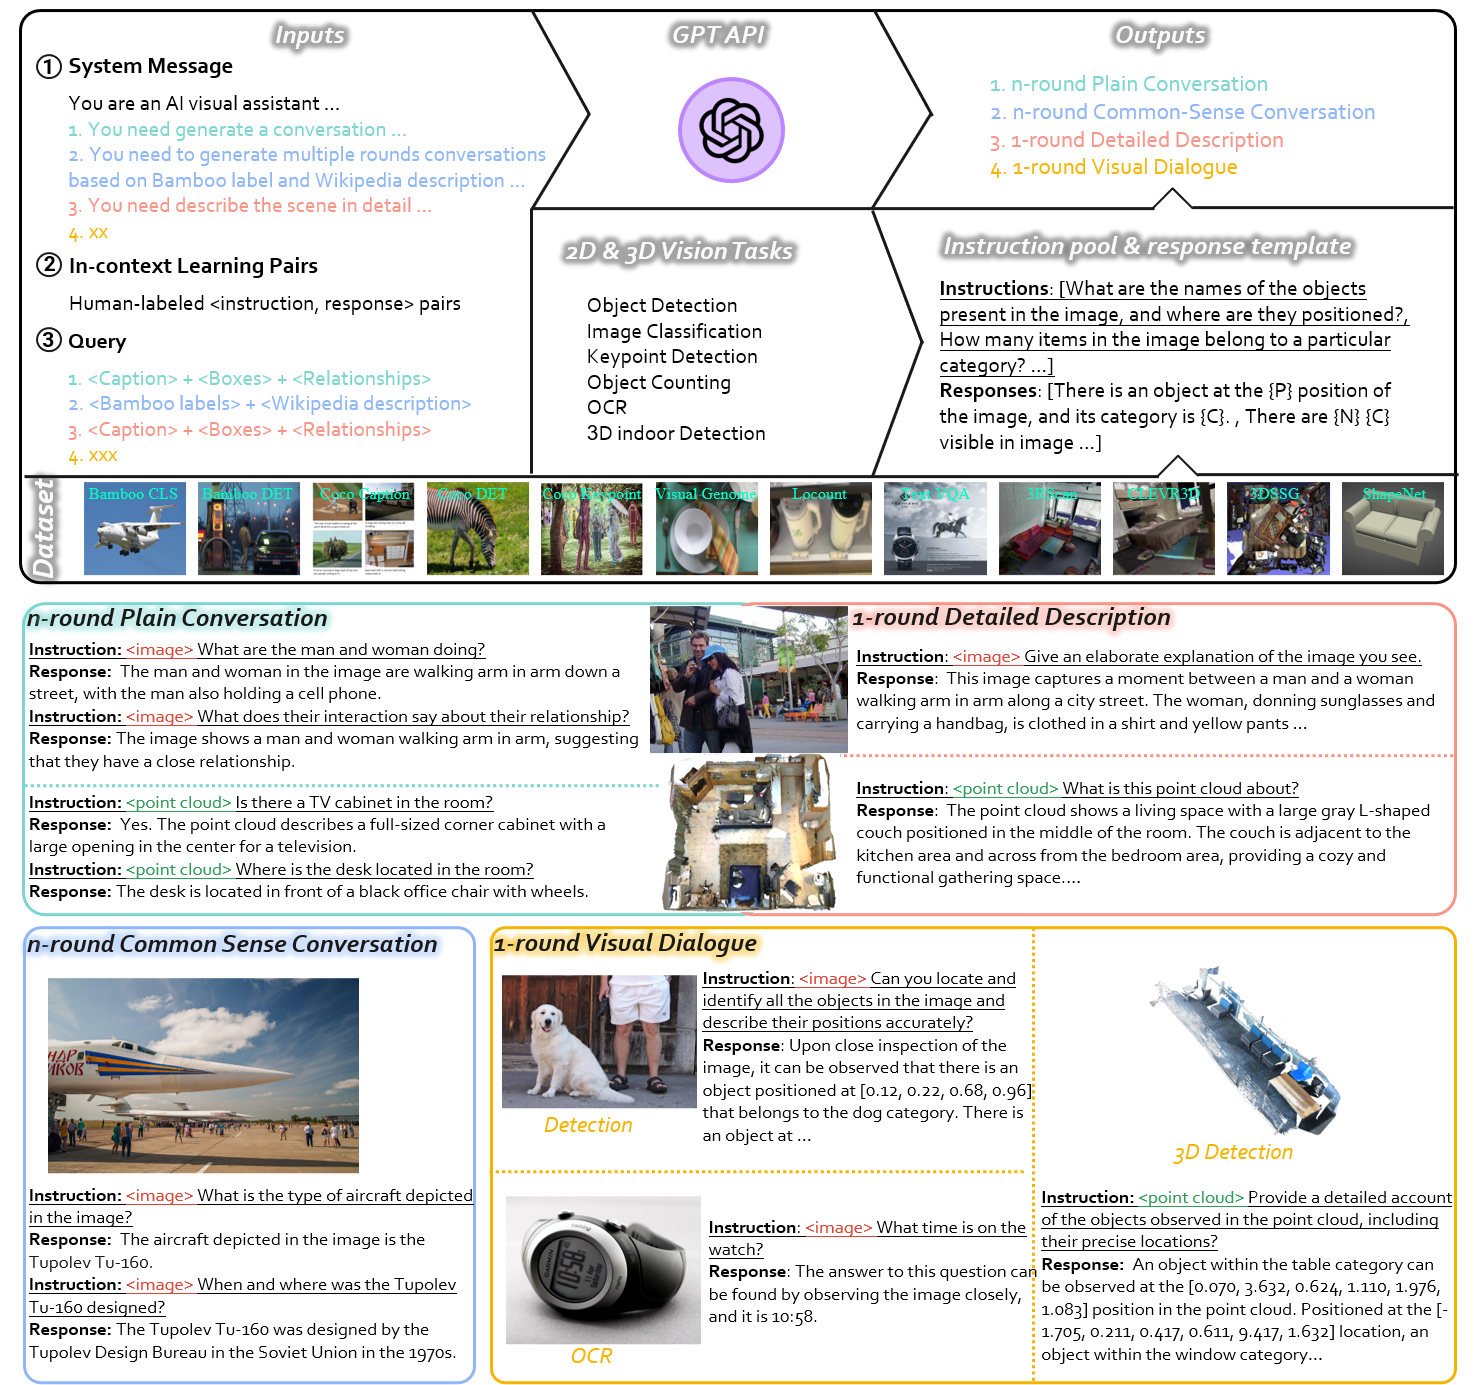 Inputs
① System Message
You are an AI visual assistant ...
1. You need generate a conversation ...
2. You need to generate multiple rounds conversations
based on Bamboo label and Wikipedia description ...
3. You need describe the scene in detail ...
4. xx
② In-context Learning Pairs
Human-labeled <instruction, response> pairs
③ Query
1. <Caption> + <Boxes> + <Relationships>
2. <Bamboo labels> + <Wikipedia description>
3. <Caption> + <Boxes> + <Relationships>
4. xxx
GPT API
Outputs
1. n-round Plain Conversation
2. n-round Common-Sense Conversation
3. 1-round Detailed Description
4. 1-round Visual Dialogue
2D & 3D Vision Tasks
Object Detection
Image Classification
Keypoint Detection
Object Counting
OCR
3D indoor Detection
Instruction pool & response template
Instructions: [What are the names of the objects
present in the image, and where are they positioned?,
How many items in the image belong to a particular
category? ...]
Responses: [There is an object at the {P} position of
the image, and its category is {C}. , There are {N} {C}
visible in image ...]
Dataset
Bamboo CLS
Bamboo DET
Coco Caption
Coco DET
Coco Keypoint
Visual Genome
Locount
Text VQA
3RScan
CLEVR3D
3DSSG
ShapeNet
n-round Plain Conversation
Instruction: <image> What are the man and woman doing?
Response: The man and woman in the image are walking arm in arm down a
street, with the man also holding a cell phone.
Instruction: <image> What does their interaction say about their relationship?
Response: The image shows a man and woman walking arm in arm, suggesting
that they have a close relationship.
Instruction: <point cloud> Is there a TV cabinet in the room?
Response: Yes. The point cloud describes a full-sized corner cabinet with a
large opening in the center for a television.
Instruction: <point cloud> Where is the desk located in the room?
Response: The desk is located in front of a black office chair with wheels.
1-round Detailed Description
Instruction: <image> Give an elaborate explanation of the image you see.
Response: This image captures a moment between a man and a woman
walking arm in arm along a city street. The woman, donning sunglasses and
carrying a handbag, is clothed in a shirt and yellow pants ...
Instruction: <point cloud> What is this point cloud about?
Response: The point cloud shows a living space with a large gray L-shaped
couch positioned in the middle of the room. The couch is adjacent to the
kitchen area and across from the bedroom area, providing a cozy and
functional gathering space....
n-round Common Sense Conversation
НДР
ИКОВ
Instruction: <image> What is the type of aircraft depicted
in the image?
Response: The aircraft depicted in the image is the
Tupolev Tu-160.
Instruction: <image> When and where was the Tupolev
Tu-160 designed?
Response: The Tupolev Tu-160 was designed by the
Tupolev Design Bureau in the Soviet Union in the 1970s.
1-round Visual Dialogue
Instruction: <image> Can you locate and
identify all the objects in the image and
describe their positions accurately?
Response: Upon close inspection of the
image, it can be observed that there is an
object positioned at [0.12, 0.22, 0.68, 0.96]
that belongs to the dog category. There is
an object at ...
Detection
GARMIN
Instruction: <image> What time is on the
watch?
Response: The answer to this question can
be found by observing the image closely,
and it is 10:58.
OCR
3D Detection
Instruction: <point cloud> Provide a detailed account
of the objects observed in the point cloud, including
their precise locations?
Response: An object within the table category can
be observed at the [0.070, 3.632, 0.624, 1.110, 1.976,
1.083] position in the point cloud. Positioned at the [-
1.705, 0.211, 0.417, 0.611, 9.417, 1.632] location, an
object within the window category...